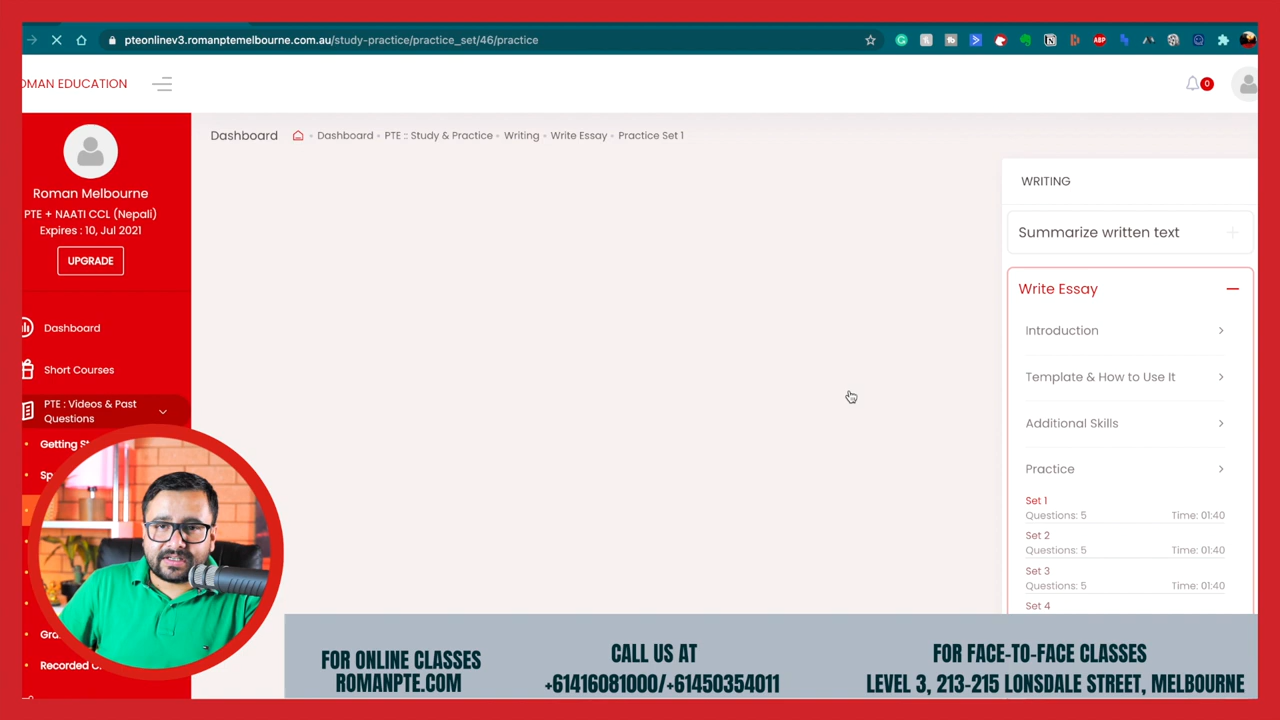 pteonlinev3.romanptemelbourne.com.au/study-practice/practice_set/46/practice
OMAN EDUCATION
0
Roman Melbourne
PTE + NAATI CCL (Nepali)
Expires : 10, Jul 2021
UPGRADE
Dashboard
Short Courses
PTE : Videos & Past
Questions
Getting St
Sp
Gra
Recorded C
Dashboard
Dashboard
PTE :: Study & Practice
Writing
Write Essay
Practice Set 1
WRITING
Summarize written text
Write Essay
Introduction
Template & How to Use It
Additional Skills
Practice
Set 1
Questions: 5 Time: 01:40
Set 2
Questions: 5 Time: 01:40
Set 3
Questions: 5 Time: 01:40
Set 4
FOR ONLINE CLASSES
ROMANPTE.COM
CALL US AT
+61416081000/+61450354011
FOR FACE-TO-FACE CLASSES
LEVEL 3, 213-215 LONSDALE STREET, MELBOURNE